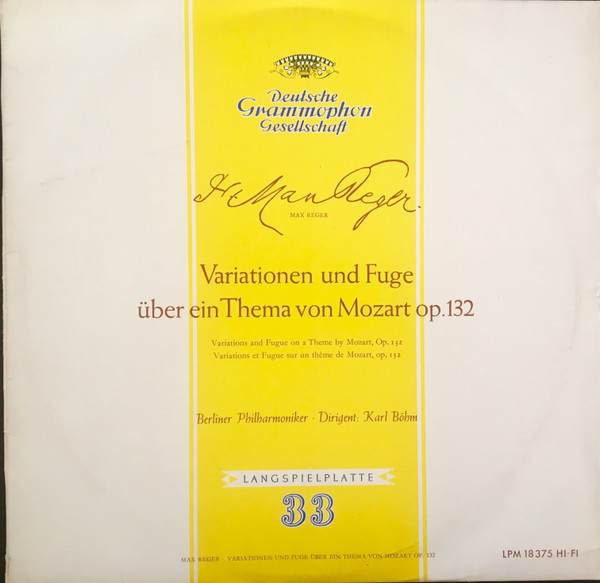 Deutsche
Grammophon
Gesellschaft
Dr Max Reger.
MAX REGER
Variationen und Fuge
über ein Thema von Mozart op.132
Variations and Fugue on a Theme by Mozart, Op. 132
Variations et Fugue sur un thème de Mozart, op. 132
Berliner Philharmoniker · Dirigent: Karl Böhm
LANGSPIELPLATTE
33
MAX REGER · VARIATIONEN UND FUGE ÜBER EIN THEMA VON MOZART OP. 132
LPM 18375 HI-FI